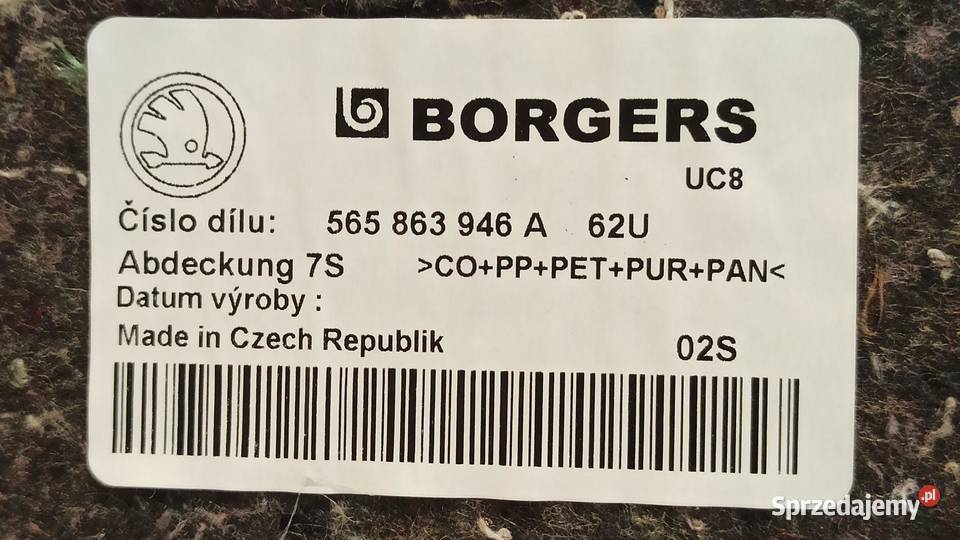 BORGERS
UC8
Číslo dílu: 565 863 946 A 62U
Abdeckung 7S >CO+PP+PET+PUR+PAN<
Datum výroby :
Made in Czech Republik 02S
Sprzedajemy.pl